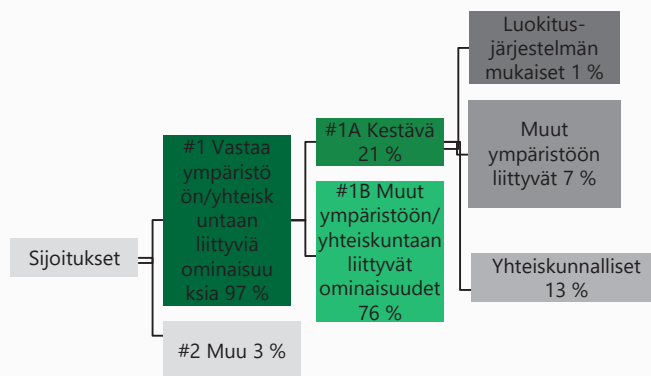 Sijoitukset
#1 Vastaa
ympäristö
ön/yhteisk
untaan
liittyviä
ominaisuu
ksia 97 %
#2 Muu 3 %
#1A Kestävä
21 %
#1B Muut
ympäristöön/
yhteiskuntaan
liittyvät
ominaisuudet
76 %
Luokitus-
järjestelmän
mukaiset 1 %
Muut
ympäristöön
liittyvät 7 %
Yhteiskunnalliset
13 %